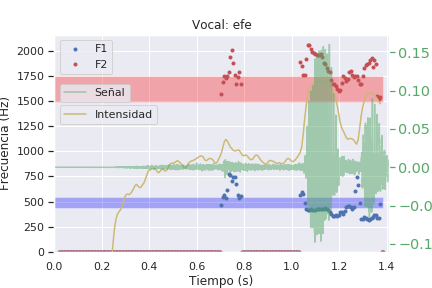 Vocal: efe
F1
F2
Señal
Intensidad
Frecuencia (Hz)
2000
1750
1500
1250
1000
750
500
250
0
0.15
0.10
0.05
0.00
−0.0
−0.1
0.0 0.2 0.4 0.6 0.8 1.0 1.2 1.4
Tiempo (s)